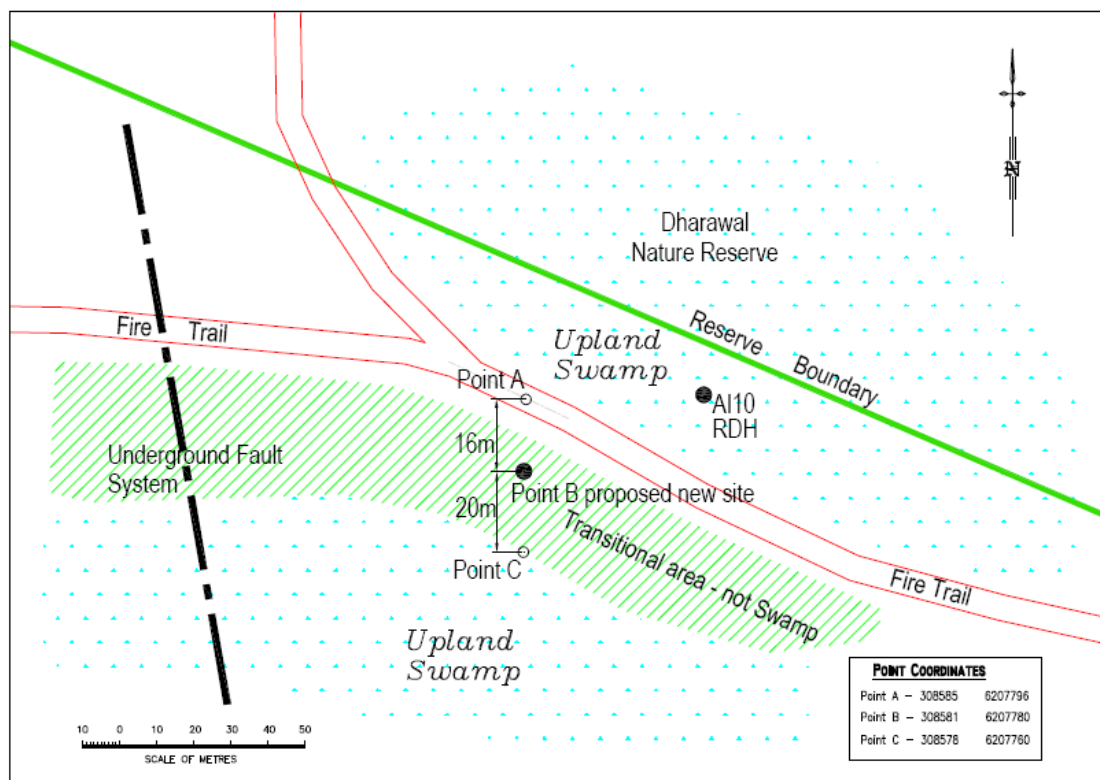 Dharawal
Nature Reserve
N
Reserve Boundary
Fire Trail
Upland
Swamp
Point A
AI10
RDH
16m
Underground Fault
System
Point B proposed new site
20m
Transitional area - not Swamp
Point C
Fire Trail
Upland
Swamp
POINT COORDINATES
Point A – 308585 6207796
Point B – 308581 6207780
Point C – 308578 6207760
10 0 10 20 30 40 50
SCALE OF METRES